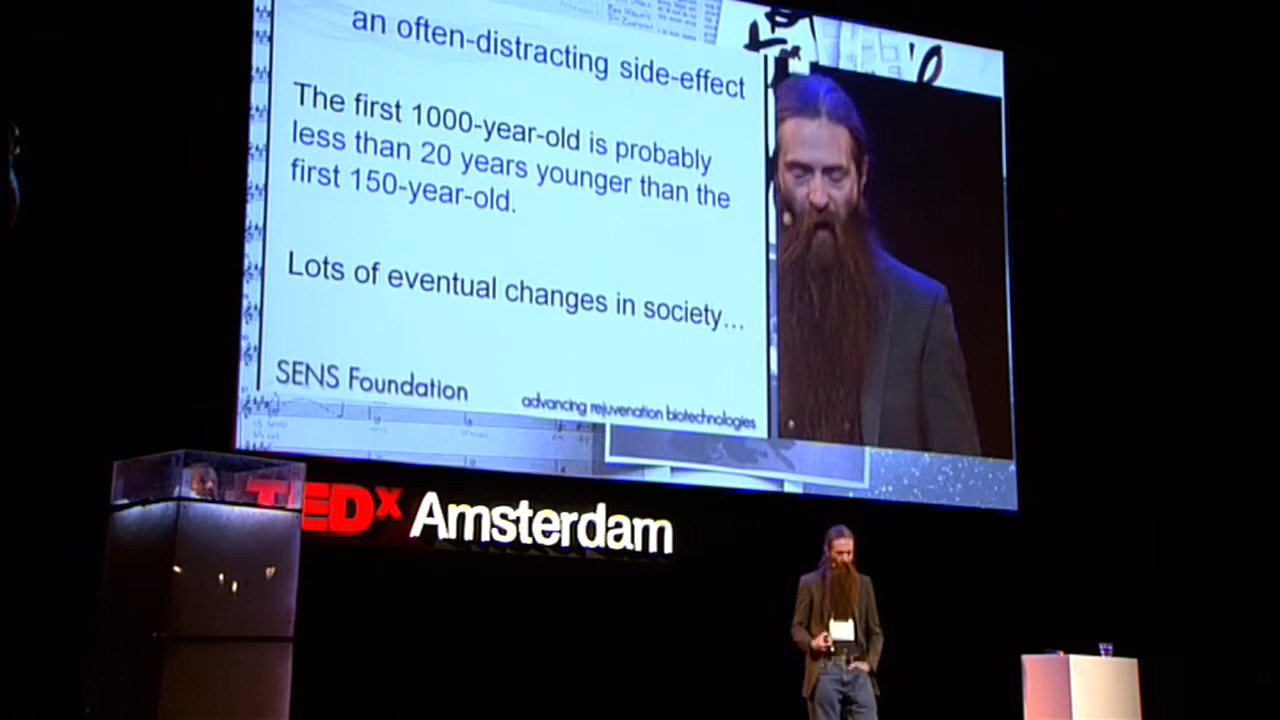 an often-distracting side-effect
The first 1000-year-old is probably
less than 20 years younger than the
first 150-year-old.
Lots of eventual changes in society...
SENS Foundation
advancing rejuvenation biotechnologies
TEDx Amsterdam